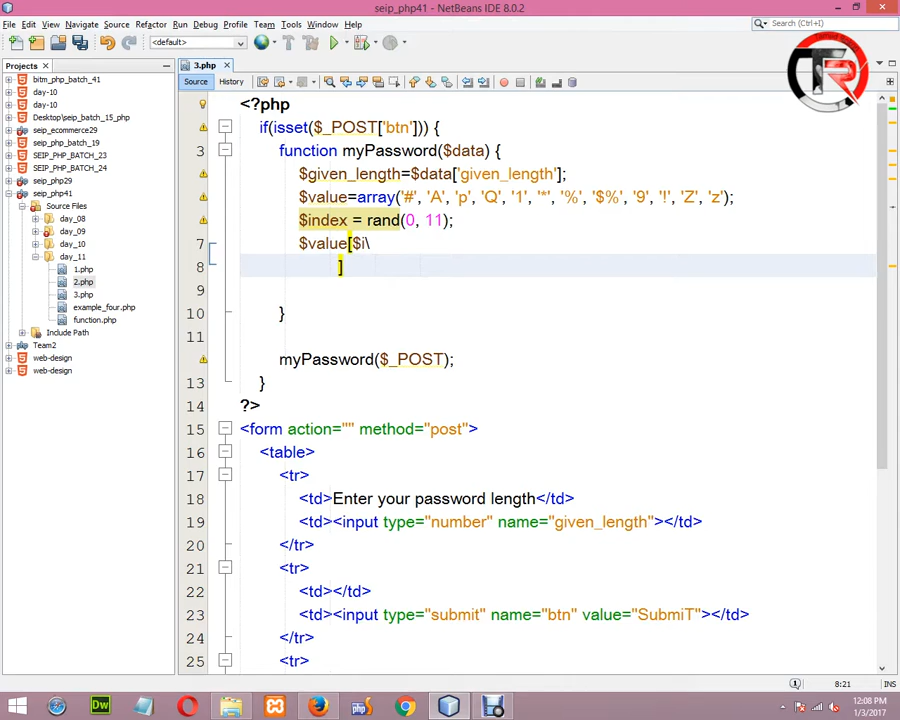 seip_php41 - NetBeans IDE 8.0.2
File Edit View Navigate Source Refactor Run Debug Profile Team Tools Window Help
Search (Ctrl+I)
<default>
Projects
3.php
Source History
bitm_php_batch_41
day-10
day-10
Desktop\seip_batch_15_php
seip_ecommerce29
seip_php_batch_19
SEIP_PHP_BATCH_23
SEIP_PHP_BATCH_24
seip_php29
seip_php41
Source Files
day_08
day_09
day_10
day_11
1.php
2.php
3.php
example_four.php
function.php
Include Path
Team2
web-design
web-design
<?php
if(isset($_POST['btn'])) {
3 function myPassword($data) {
$given_length=$data['given_length'];
$value=array('#', 'A', 'p', 'Q', '1', '*', '%', '$%', '9', '!', 'Z', 'z');
$index = rand(0, 11);
7 $value[$i\
8 ]
9
10 }
11
myPassword($_POST);
13 }
14 ?>
15 <form action="" method="post">
16 <table>
17 <tr>
18 <td>Enter your password length</td>
19 <td><input type="number" name="given_length"></td>
20 </tr>
21 <tr>
22 <td></td>
23 <td><input type="submit" name="btn" value="SubmiT"></td>
24 </tr>
25 <tr>
8:21 INS
12:08 PM
1/3/2017